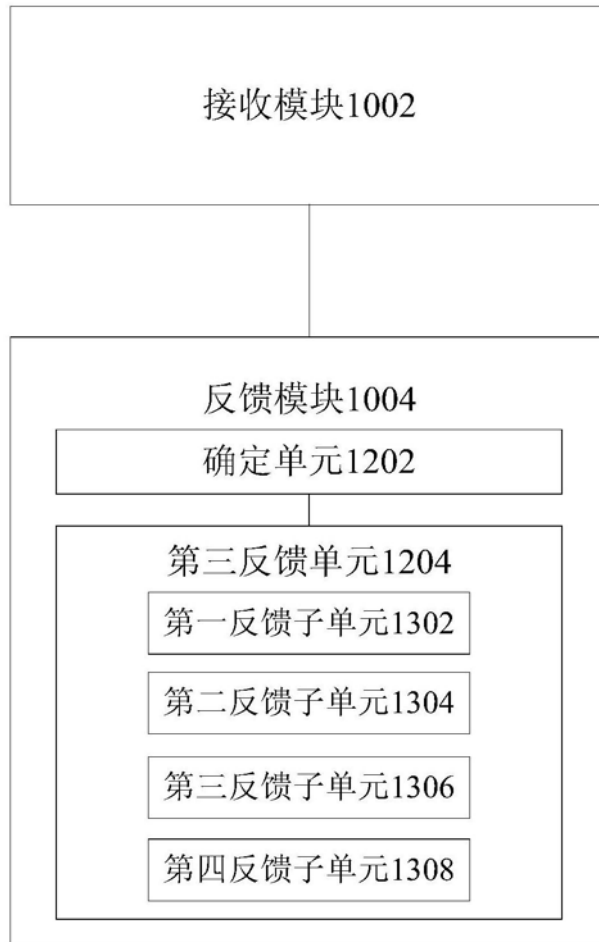 接收模块1002
反馈模块1004
确定单元1202
第三反馈单元1204
第一反馈子单元1302
第二反馈子单元1304
第三反馈子单元1306
第四反馈子单元1308